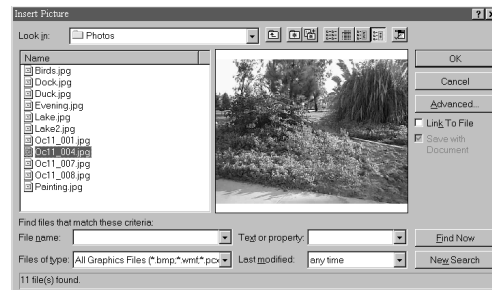 Insert Picture
Look in: Photos
Name
Birds.jpg
Dock.jpg
Duck.jpg
Evening.jpg
Lake.jpg
Lake2.jpg
Oc11_001.jpg
Oc11_004.jpg
Oc11_007.jpg
Oc11_008.jpg
Painting.jpg
OK
Cancel
Advanced...
Link To File
Save with
Document
Find files that match these criteria:
File name: Text or property: Find Now
Files of type: All Graphics Files (*.bmp;*.wmf;*.pcx Last modified: any time New Search
11 file(s) found.